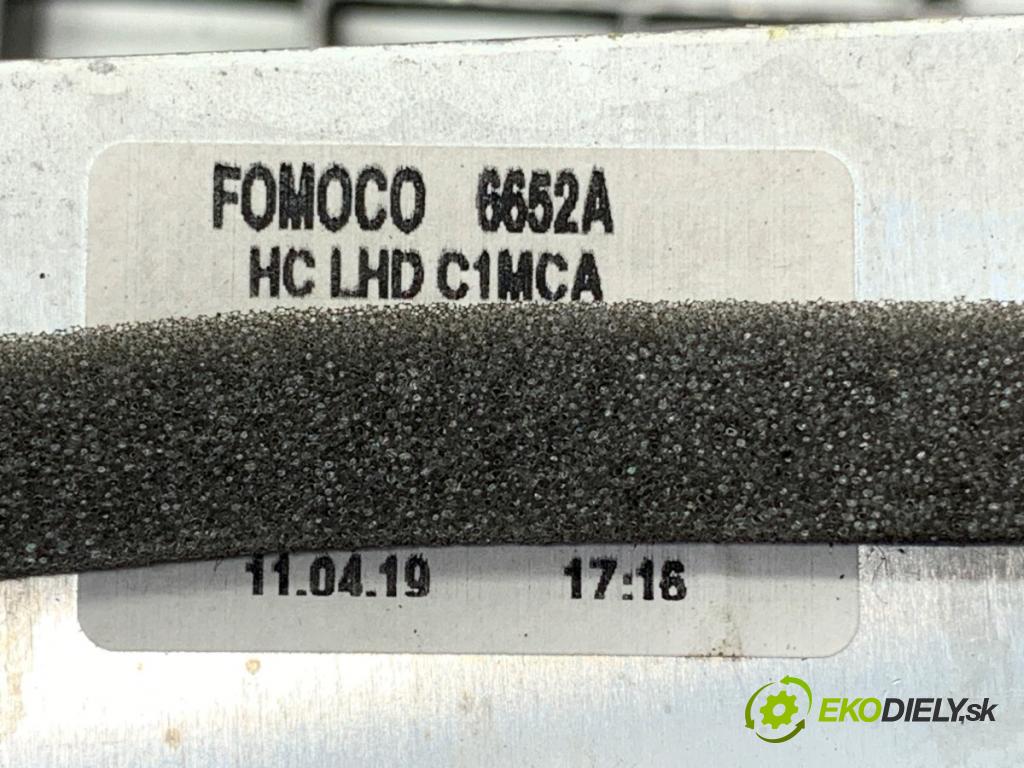 FOMOCO 6652A
HC LHD C1MCA
11.04.19 17:16
EKODIELY.sk